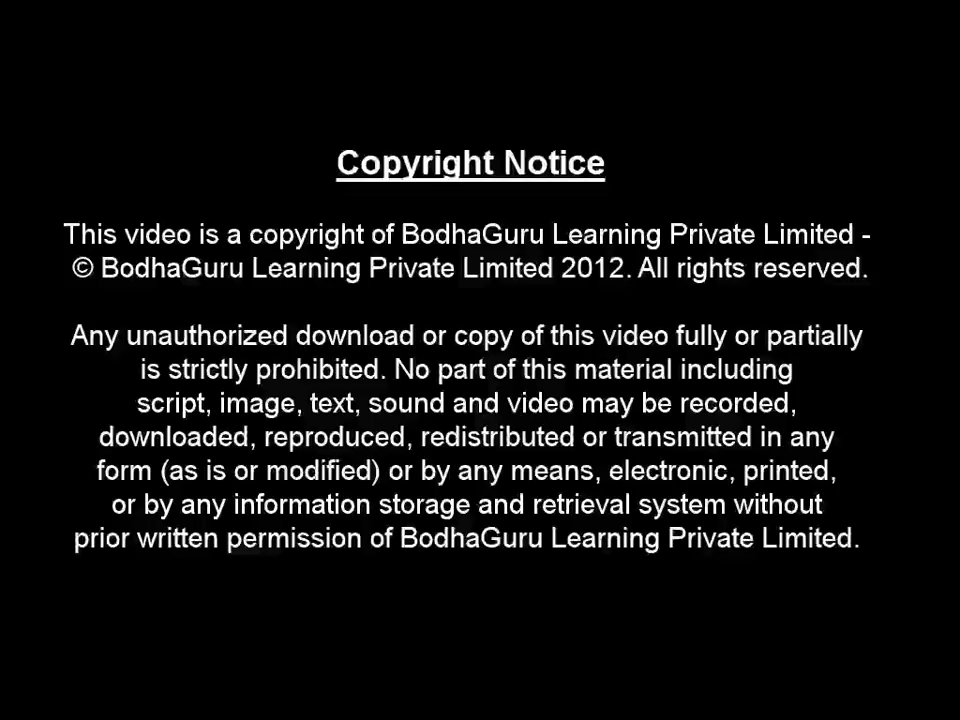 Copyright Notice
This video is a copyright of BodhaGuru Learning Private Limited -
© BodhaGuru Learning Private Limited 2012. All rights reserved.
Any unauthorized download or copy of this video fully or partially
is strictly prohibited. No part of this material including
script, image, text, sound and video may be recorded,
downloaded, reproduced, redistributed or transmitted in any
form (as is or modified) or by any means, electronic, printed,
or by any information storage and retrieval system without
prior written permission of BodhaGuru Learning Private Limited.